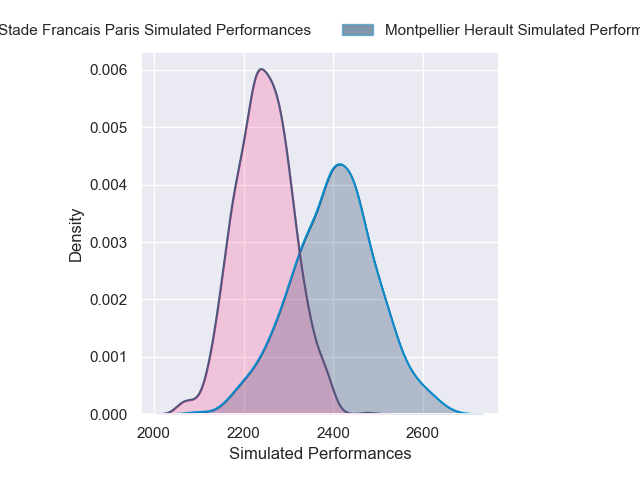 Stade Francais Paris Simulated Performances Montpellier Herault Simulated
0.006
0.005
0.004
0.003
0.002
0.001
0.000
Density
2000 2200 2400 2600
Simulated Performances